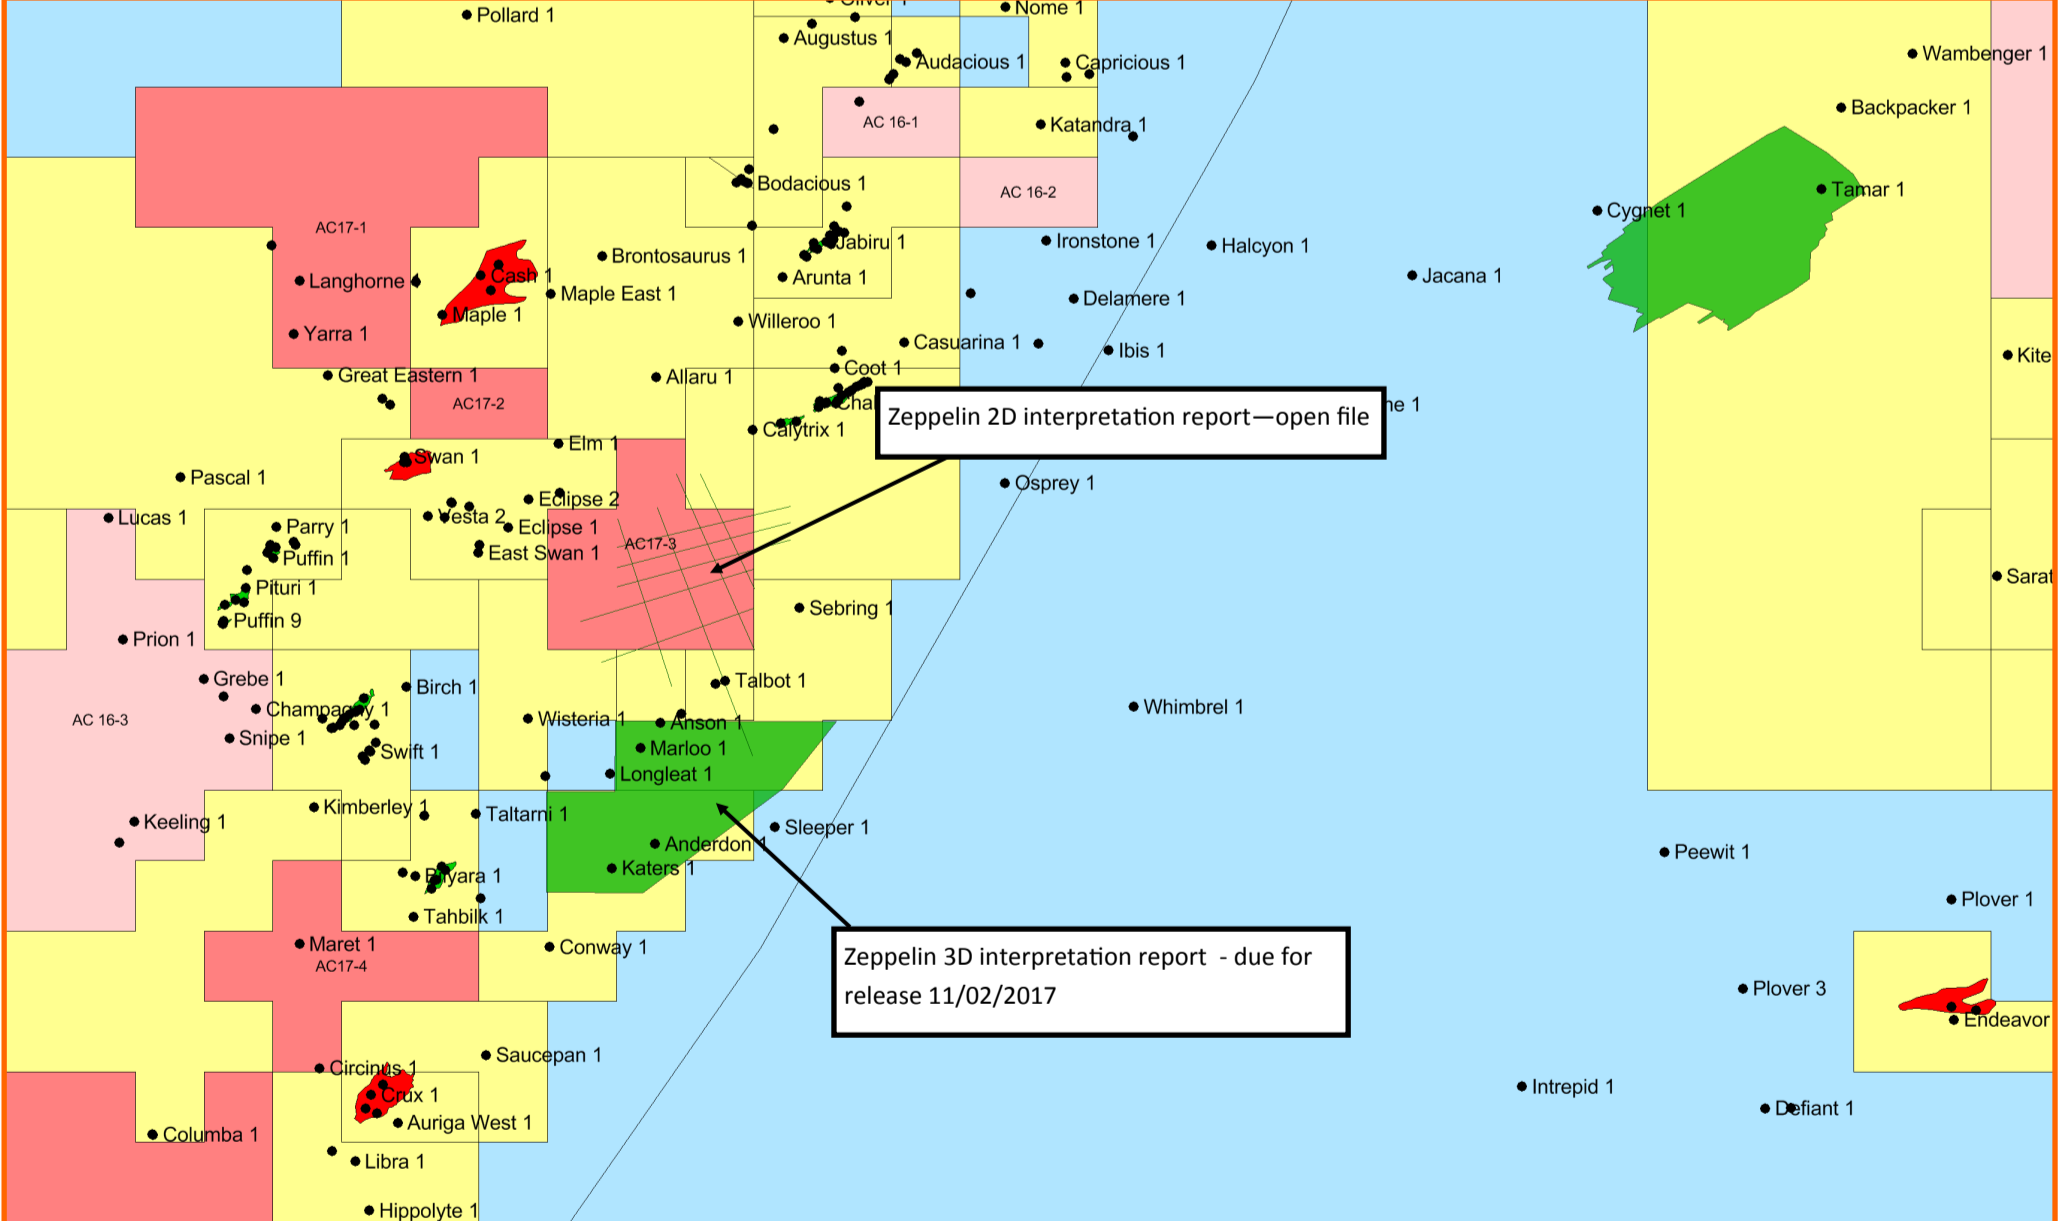 Oliver 1
Nome 1
Pollard 1
Augustus 1
Wambenger 1
Audacious 1
Capricious 1
Backpacker 1
AC 16-1
Katandra 1
Bodacious 1
AC 16-2
Tamar 1
Cygnet 1
AC17-1
Jabiru 1
Ironstone 1
Halcyon 1
Brontosaurus 1
Cash 1
Arunta 1
Jacana 1
Langhorne
Maple East 1
Delamere 1
Maple 1
Willeroo 1
Yarra 1
Casuarina 1
Ibis 1
Kite
Coot 1
Great Eastern 1
Allaru 1
AC17-2
Chal
ne 1
Zeppelin 2D interpretation report—open file
Calytrix 1
Elm 1
Swan 1
Pascal 1
Osprey 1
Eclipse 2
Lucas 1
Vesta 2
Parry 1
Eclipse 1
AC17-3
East Swan 1
Puffin 1
Sarat
Pituri 1
Sebring 1
Puffin 9
Prion 1
Grebe 1
Talbot 1
Birch 1
Champagny 1
Whimbrel 1
AC 16-3
Wisteria 1
Anson 1
Snipe 1
Swift 1
Marloo 1
Longleat 1
Kimberley 1
Taltarni 1
Keeling 1
Sleeper 1
Anderdon 1
Peewit 1
Katers 1
Bilyara 1
Plover 1
Tahbilk 1
Maret 1
Conway 1
Zeppelin 3D interpretation report - due for
release 11/02/2017
AC17-4
Plover 3
Endeavor
Saucepan 1
Circinus 1
Intrepid 1
Crux 1
Defiant 1
Auriga West 1
Columba 1
Libra 1
Hippolyte 1